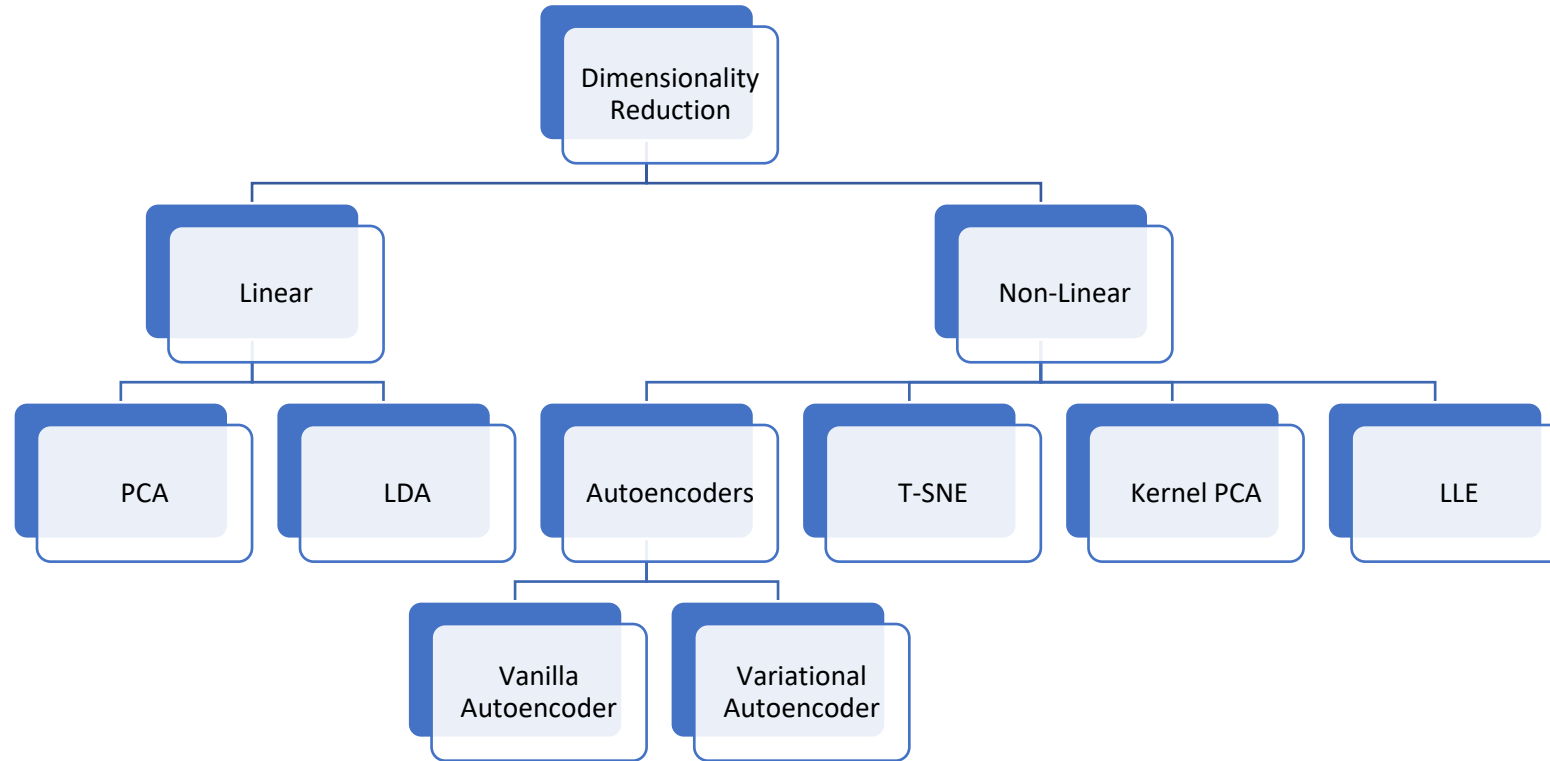 Dimensionality
Reduction
Linear
Non-Linear
PCA
LDA
Autoencoders
T-SNE
Kernel PCA
LLE
Vanilla
Autoencoder
Variational
Autoencoder